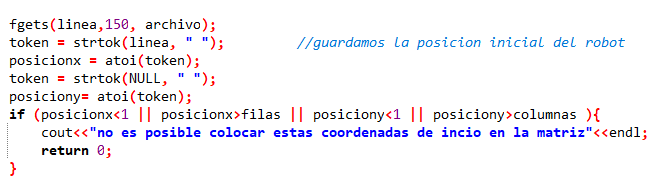 fgets(linea,150, archivo);
token = strtok(linea, " ");          //guardamos la posicion inicial del robot
posicionx = atoi(token);
token = strtok(NULL, " ");
posiciony= atoi(token);
if (posicionx<1 || posicionx>filas || posiciony<1 || posiciony>columnas ){
    cout<<"no es posible colocar estas coordenadas de incio en la matriz"<<endl;
    return 0;
}